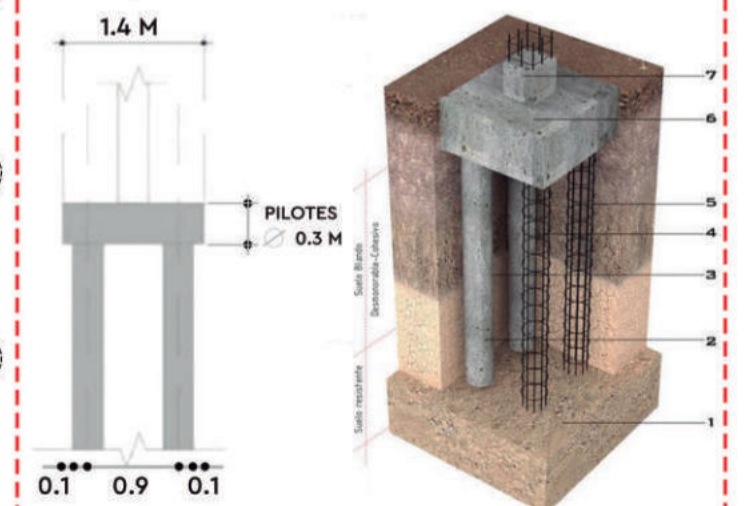 1.4 M
PILOTES
∅ 0.3 M
0.1 0.9 0.1
Suelo Blando
Desmonorable-Cohesivo
Suelo resistente
7
6
5
4
3
2
1